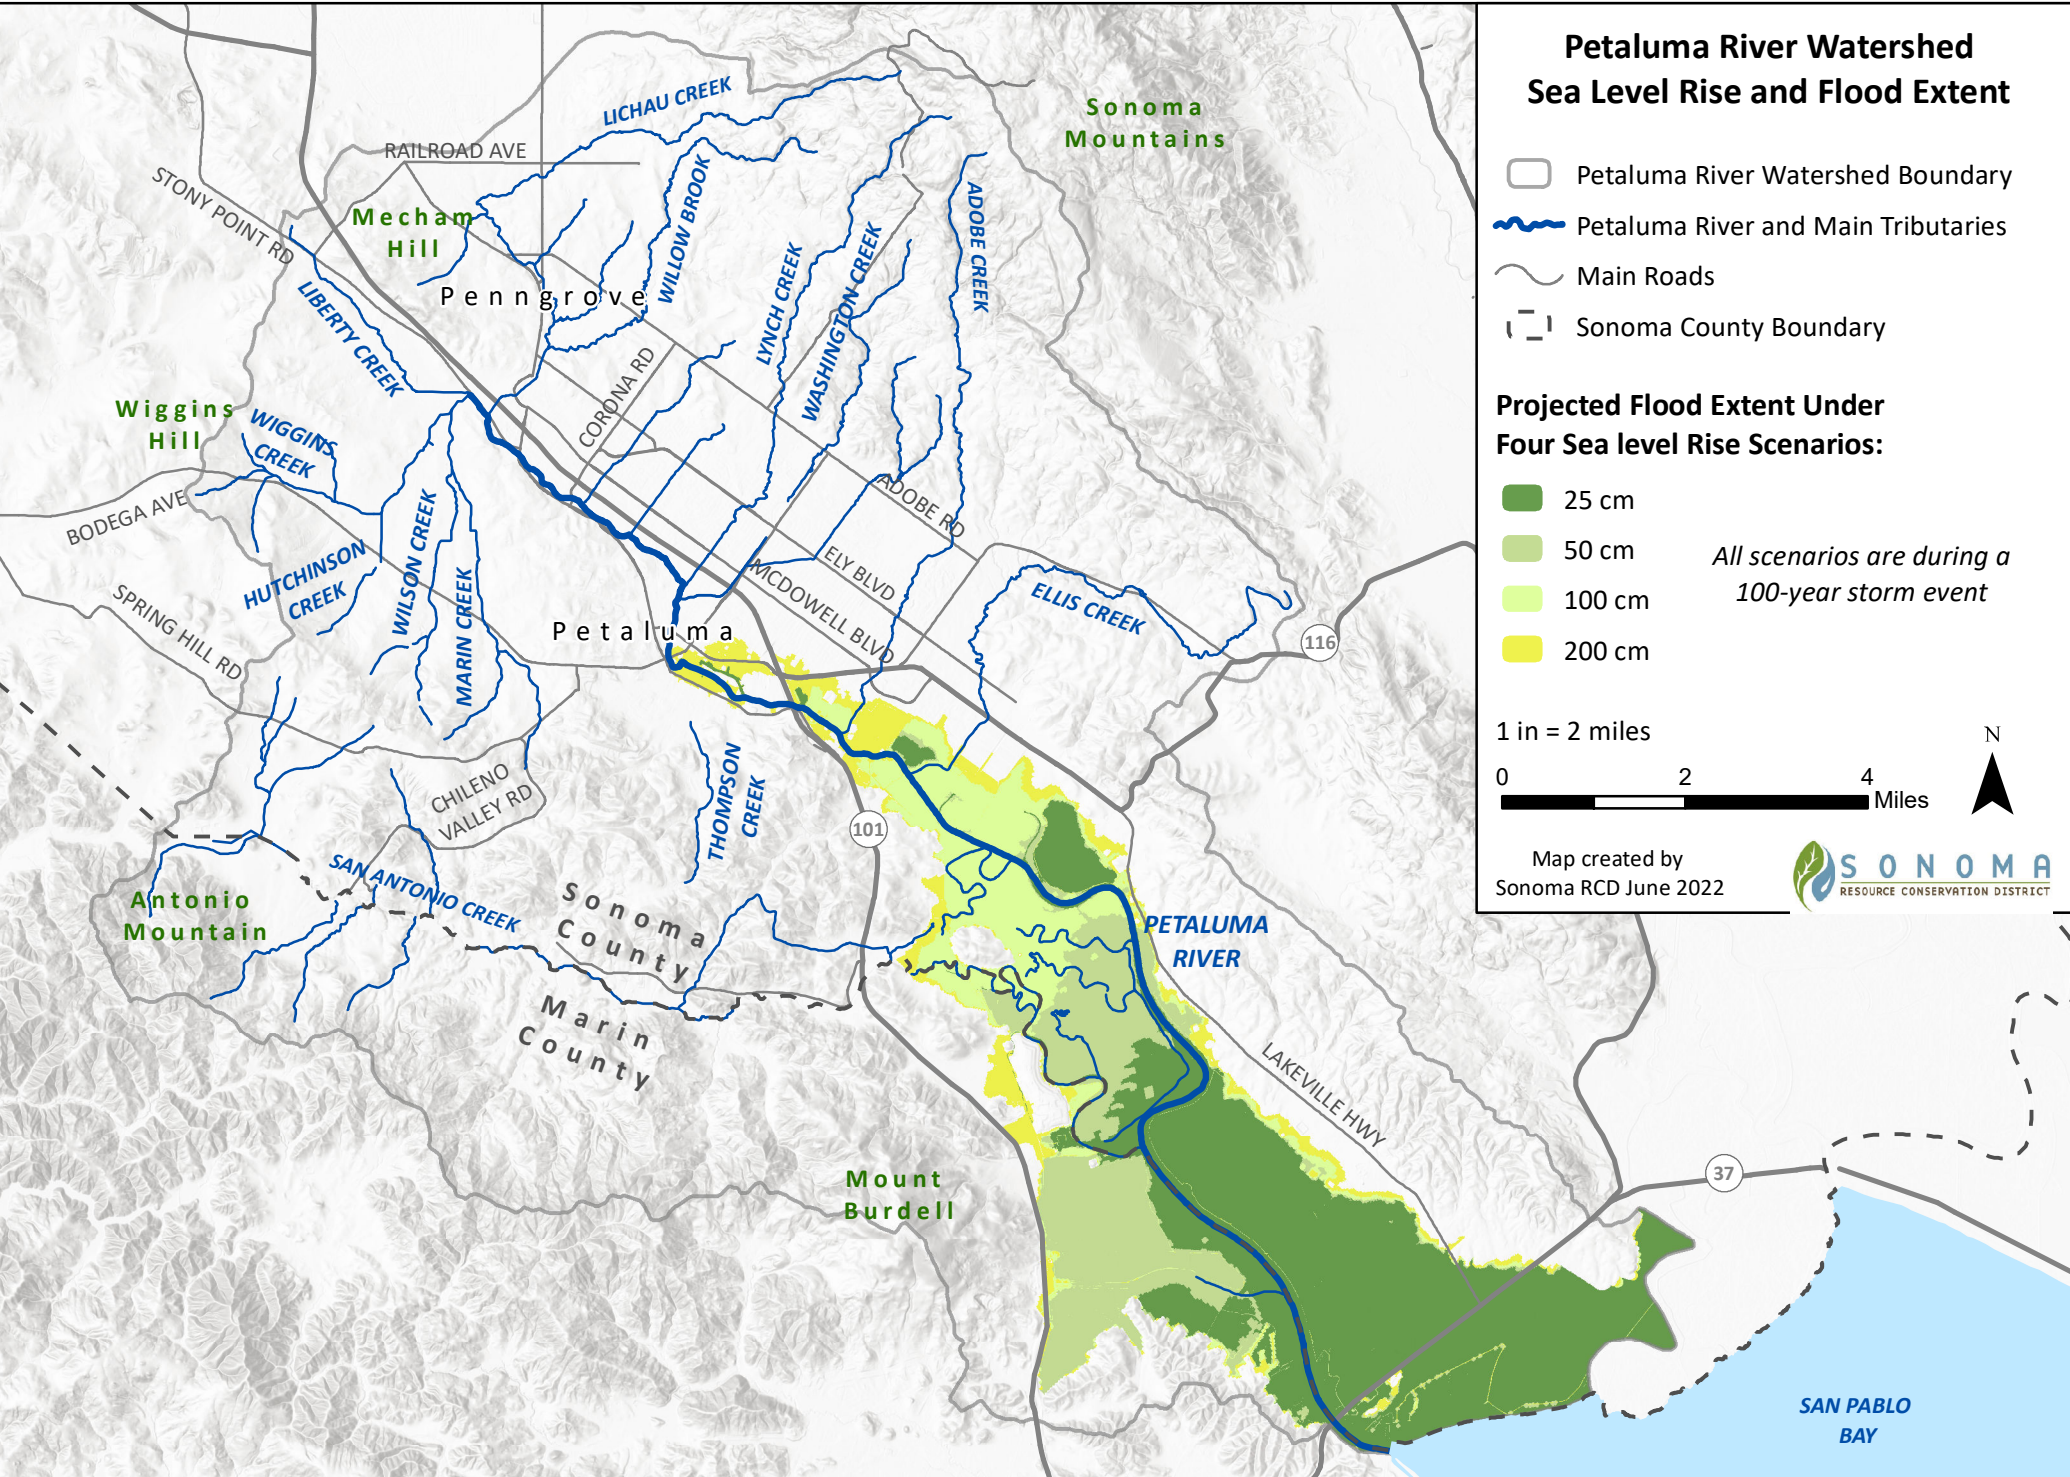 Petaluma River Watershed
Sea Level Rise and Flood Extent
Petaluma River Watershed Boundary
Petaluma River and Main Tributaries
Main Roads
Sonoma County Boundary
Projected Flood Extent Under
Four Sea level Rise Scenarios:
25 cm
50 cm
100 cm
200 cm
All scenarios are during a
100-year storm event
1 in = 2 miles
N
0 2 4
Miles
Map created by
Sonoma RCD June 2022
SONOMA
RESOURCE CONSERVATION DISTRICT
LICHAU CREEK
Sonoma
Mountains
RAILROAD AVE
STONY POINT RD
Mecham
Hill
WILLOW BROOK
ADOBE CREEK
Penngrove
LYNCH CREEK
WASHINGTON CREEK
LIBERTY CREEK
CORONA RD
Wiggins
Hill
WIGGINS
CREEK
BODEGA AVE
ADOBE RD
HUTCHINSON
CREEK
WILSON CREEK
MARIN CREEK
ELY BLVD
MCDOWELL BLVD
ELLIS CREEK
SPRING HILL RD
Petaluma
116
THOMPSON
CREEK
CHILENO
VALLEY RD
101
SAN ANTONIO CREEK
Antonio
Mountain
Sonoma
County
PETALUMA
RIVER
Marin
County
LAKEVILLE HWY
Mount
Burdell
37
SAN PABLO
BAY